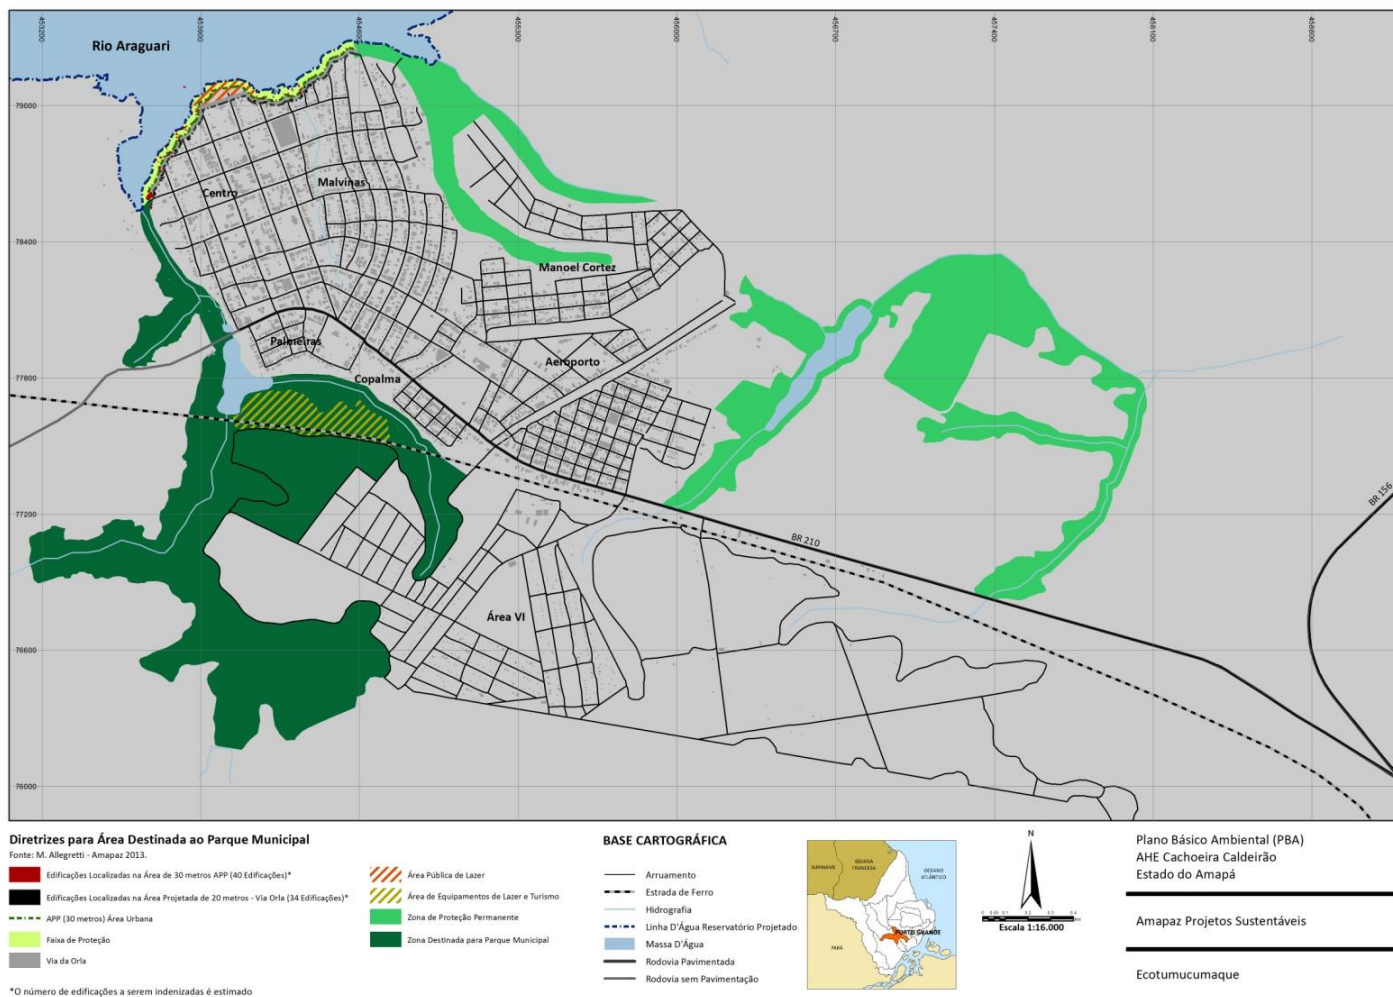 453200
453900
454600
455300
456000
456700
457400
458100
458800
Rio Araguari
79000
Centro
Malvinas
78400
Manoel Cortez
Palmeiras
Aeroporto
Copalma
77800
77200
BR 156
BR 210
Área VI
76600
76000
Diretrizes para Área Destinada ao Parque Municipal
Fonte: M. Allegretti - Amapaz 2013.
Edificações Localizadas na Área de 30 metros APP (40 Edificações)*
Edificações Localizadas na Área Projetada de 20 metros - Via Orla (34 Edificações)*
APP (30 metros) Área Urbana
Faixa de Proteção
Via da Orla
*O número de edificações a serem indenizadas é estimado
Área Pública de Lazer
Área de Equipamentos de Lazer e Turismo
Zona de Proteção Permanente
Zona Destinada para Parque Municipal
BASE CARTOGRÁFICA
Arruamento
Estrada de Ferro
Hidrografia
Linha D'Água Reservatório Projetado
Massa D'Água
Rodovia Pavimentada
Rodovia sem Pavimentação
SURINAME
GUIANA
FRANCESA
OCEANO
ATLÂNTICO
PORTO GRANDE
PARÁ
N
Escala 1:16.000
Plano Básico Ambiental (PBA)
AHE Cachoeira Caldeirão
Estado do Amapá
Amapaz Projetos Sustentáveis
Ecotumucumaque